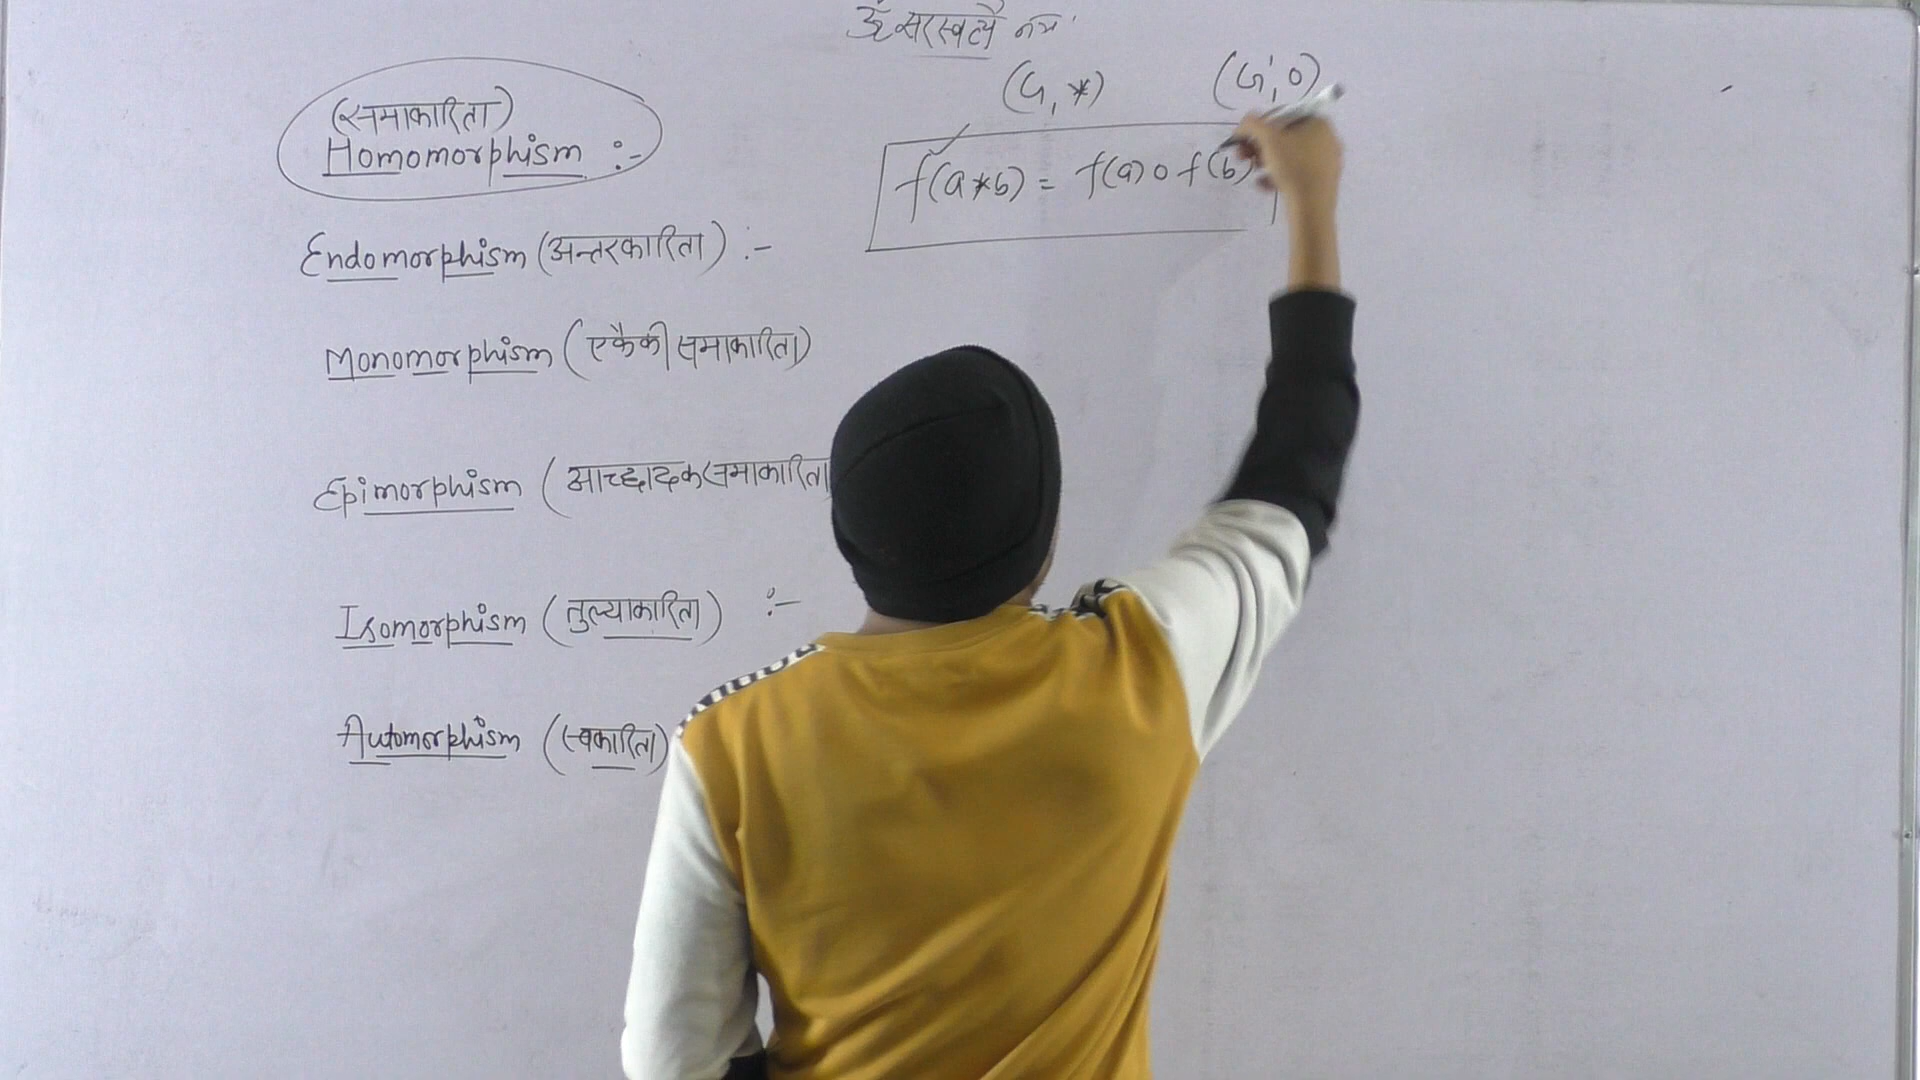 ॐ सरस्वत्यै नमः
(G, *) (G', o)
f(a*b) = f(a) o f(b)
(समाकारिता)
Homomorphism :-
Endomorphism (अन्तरकारिता) :-
Monomorphism (एकैकी समाकारिता)
Epimorphism (आच्छादक समाकारिता
Isomorphism (तुल्याकारिता) :-
Automorphism (स्वकारिता)